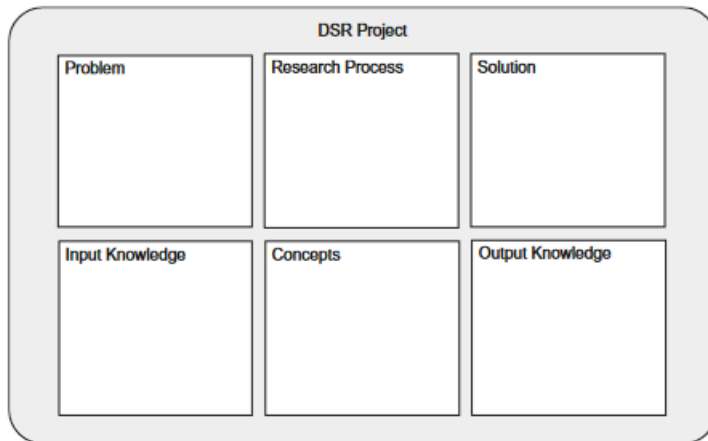 DSR Project
Problem
Research Process
Solution
Input Knowledge
Concepts
Output Knowledge